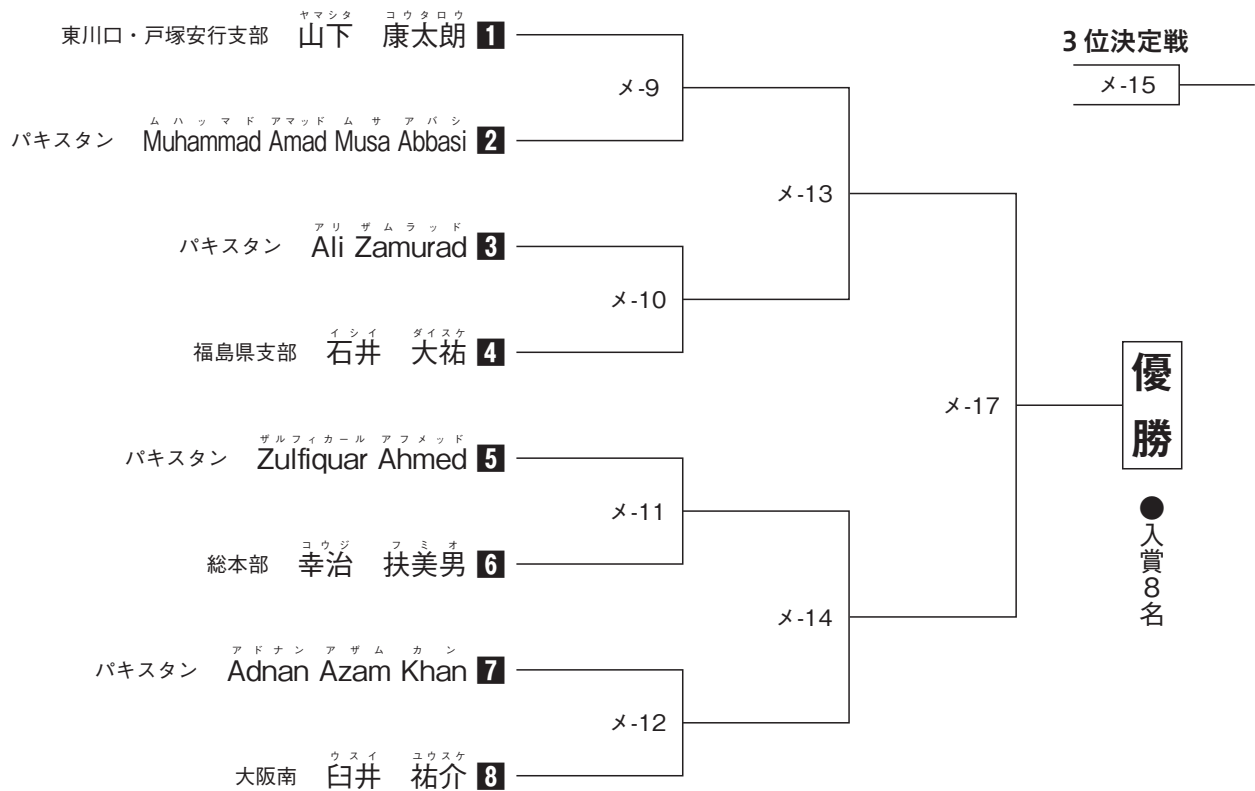 ヤマシタ コウタロウ
東川口・戸塚安行支部 山下 康太朗 1
3位決定戦
メ-15
メ-9
ムハッマド アマッド ムサ アバシ
パキスタン Muhammad Amad Musa Abbasi 2
メ-13
アリ ザムラッド
パキスタン Ali Zamurad 3
メ-10
イシイ ダイスケ
福島県支部 石井 大祐 4
メ-17
優勝
ザルフィカール アフメッド
パキスタン Zulfiquar Ahmed 5
メ-11
●入賞8名
コウジ フミオ
総本部 幸治 扶美男 6
メ-14
アドナン アザム カン
パキスタン Adnan Azam Khan 7
メ-12
ウスイ ユウスケ
大阪南 臼井 祐介 8